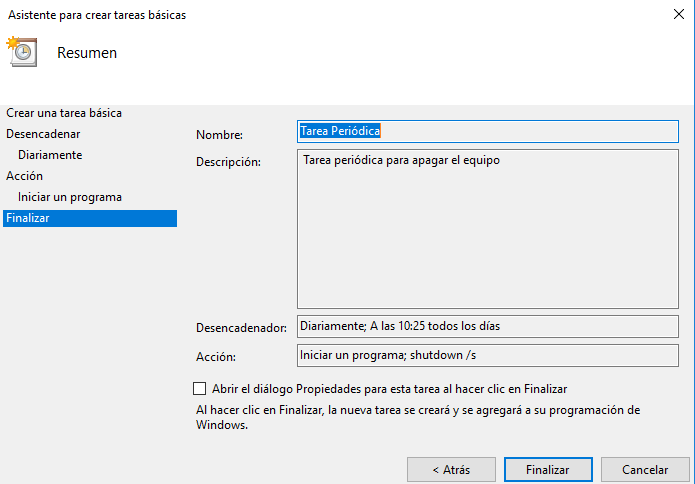 Asistente para crear tareas básicas
Resumen
Crear una tarea básica
Desencadenar
Diariamente
Acción
Iniciar un programa
Finalizar
Nombre: Tarea Periódica
Descripción: Tarea periódica para apagar el equipo
Desencadenador: Diariamente; A las 10:25 todos los días
Acción: Iniciar un programa; shutdown /s
Abrir el diálogo Propiedades para esta tarea al hacer clic en Finalizar
Al hacer clic en Finalizar, la nueva tarea se creará y se agregará a su programación de
Windows.
< Atrás Finalizar Cancelar